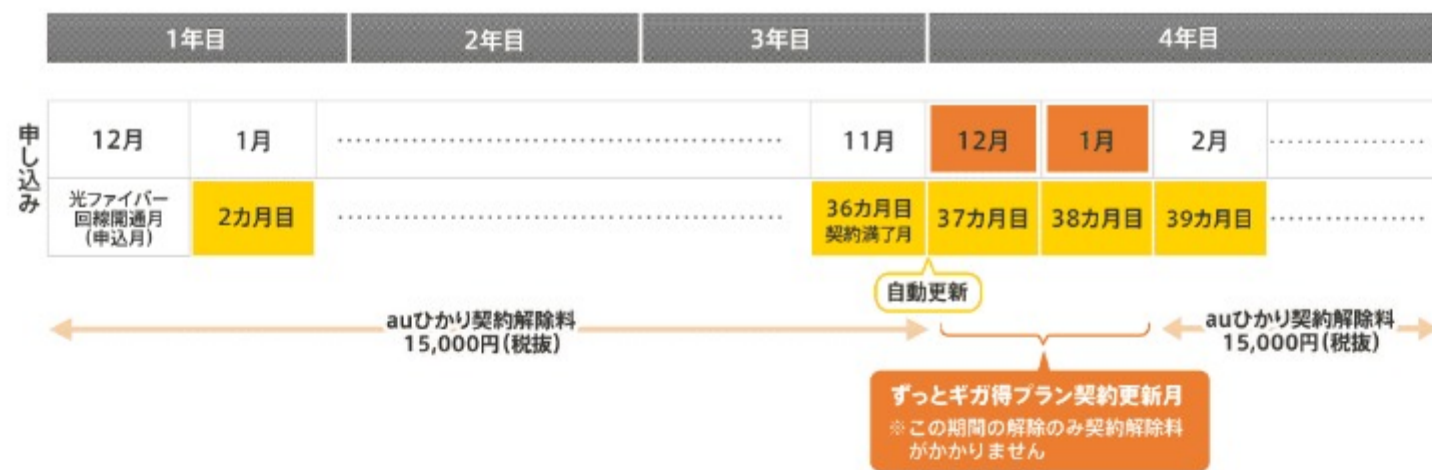 1年目 2年目 3年目 4年目
申し込み
12月 1月 11月 12月 1月 2月
光ファイバー
回線開通月
(申込月)
2カ月目
36カ月目
契約満了月
37カ月目 38カ月目 39カ月目
自動更新
auひかり契約解除料
15,000円(税抜)
auひかり契約解除料
15,000円(税抜)
ずっとギガ得プラン契約更新月
※この期間の解除のみ契約解除料
がかかりません